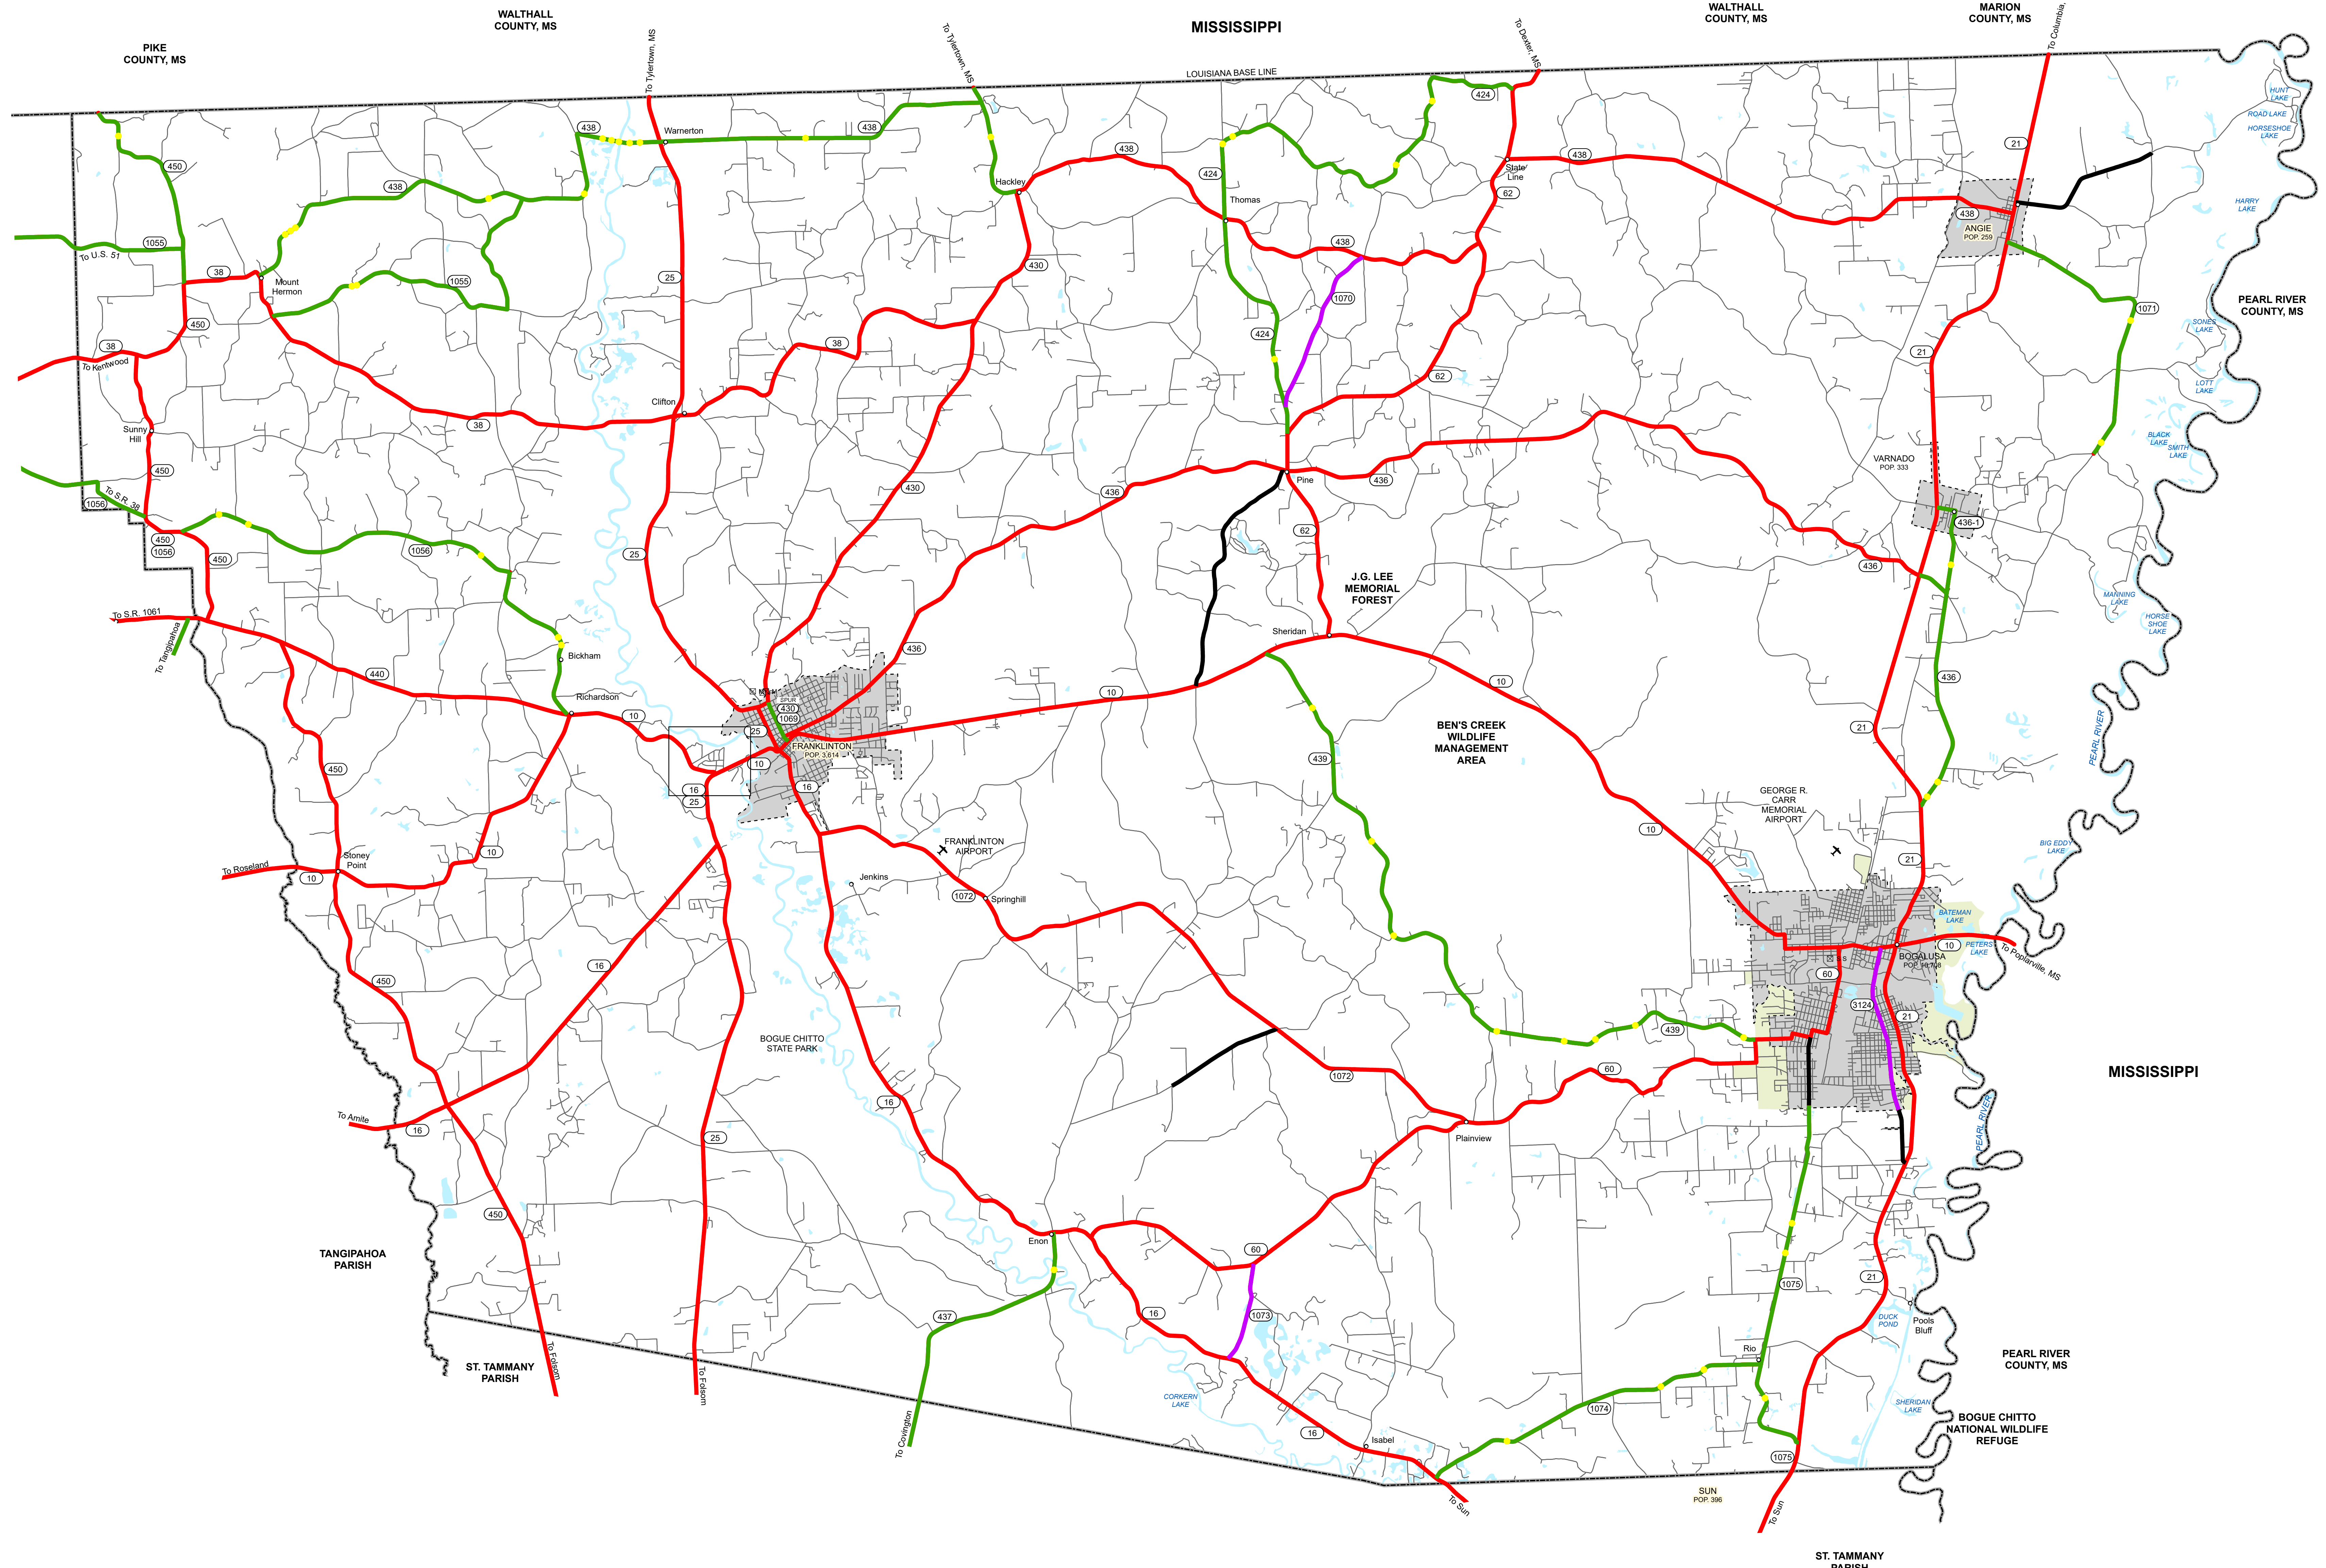 WALTHALL
COUNTY, MS
MISSISSIPPI
WALTHALL
COUNTY, MS
MARION
COUNTY, MS
PIKE
COUNTY, MS
To Tylertown, MS
To Tylertown, MS
To Dexter, MS
To Columbia,
LOUISIANA BASE LINE
424
HUNT
LAKE
ROAD LAKE
HORSESHOE
LAKE
438
Warnerton
438
21
450
438
438
State
Line
438
424
Hackley
62
Thomas
HARRY
LAKE
438
ANGIE
POP. 259
1055
To U.S. 51
438
430
38
Mount
Hermon
1055
25
1070
PEARL RIVER
COUNTY, MS
1071
450
424
SONES
LAKE
38
To Kentwood
38
21
62
LOTT
LAKE
Clifton
38
Sunny
Hill
BLACK
LAKE
SMITH
LAKE
VARNADO
POP. 333
450
Pine
436
430
436
1056
To S.R. 38
436-1
62
450
1056
450
1056
25
436
J.G. LEE
MEMORIAL
FOREST
MANNING
LAKE
To S.R. 1061
To Tangipahoa
Sheridan
HORSE
SHOE
LAKE
436
Bickham
440
436
10
10
Richardson
10
SPUR
430
1069
25
FRANKLINTON
POP. 3,614
BEN'S CREEK
WILDLIFE
MANAGEMENT
AREA
21
PEARL RIVER
439
450
10
16
16
25
GEORGE R.
CARR
MEMORIAL
AIRPORT
10
FRANKLINTON
AIRPORT
BIG EDDY
LAKE
Stoney
Point
10
21
To Roseland
10
Jenkins
1072
Springhill
BATEMAN
LAKE
10
PETERS
LAKE
BOGALUSA
To Poplarville, MS
16
60
450
3124
21
439
BOGUE CHITTO
STATE PARK
MISSISSIPPI
60
1072
16
To Amite
16
25
Plainview
PEARL RIVER
450
Enon
60
TANGIPAHOA
PARISH
21
1075
437
16
1073
DUCK
POND
Pools
Bluff
Rio
ST. TAMMANY
PARISH
To Folsom
To Folsom
PEARL RIVER
COUNTY, MS
CORKERN
LAKE
1074
SHERIDAN
LAKE
To Covington
16
Isabel
BOGUE CHITTO
NATIONAL WILDLIFE
REFUGE
1075
SUN
POP. 396
To Sun
To Sun
ST. TAMMANY
PARISH